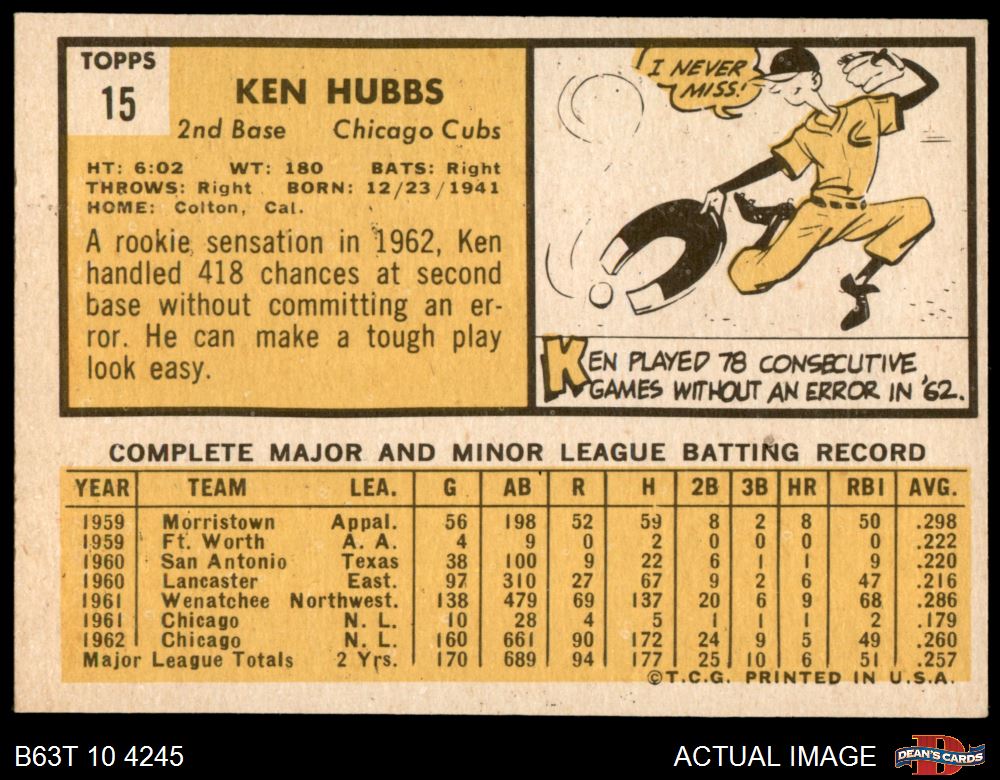 TOPPS
15
KEN HUBBS
2nd Base Chicago Cubs
HT: 6:02 WT: 180 BATS: Right
THROWS: Right BORN: 12/23/1941
HOME: Colton, Cal.
A rookie sensation in 1962, Ken
handled 418 chances at second
base without committing an er-
ror. He can make a tough play
look easy.
I NEVER
MISS!
C
KEN PLAYED 78 CONSECUTIVE
GAMES WITHOUT AN ERROR IN '62.
COMPLETE MAJOR AND MINOR LEAGUE BATTING RECORD
YEAR TEAM LEA. G AB R H 2B 3B HR RBI AVG.
1959 Morristown Appal. 56 198 52 59 8 2 8 50 .298
1959 Ft. Worth A. A. 4 9 0 2 0 0 0 0 .222
1960 San Antonio Texas 38 100 9 22 6 1 1 9 .220
1960 Lancaster East. 97 310 27 67 9 2 6 47 .216
1961 Wenatchee Northwest. 138 479 69 137 20 6 9 68 .286
1961 Chicago N. L. 10 28 4 5 1 1 1 2 .179
1962 Chicago N. L. 160 661 90 172 24 9 5 49 .260
Major League Totals 2 Yrs. 170 689 94 177 25 10 6 51 .257
©T.C.G. PRINTED IN U.S.A.
B63T 10 4245 ACTUAL IMAGE
D
DEAN'S CARDS